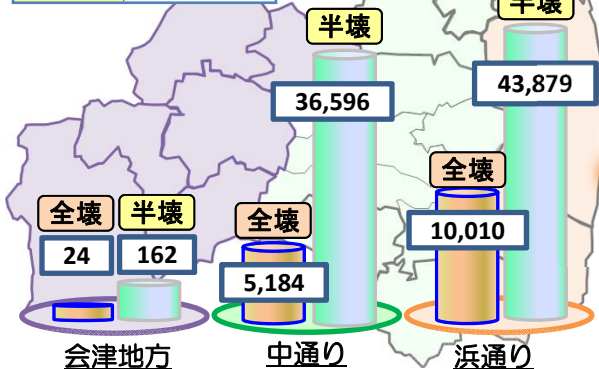 半壊
半壊
43,879
36,596
全壊
10,010
全壊 半壊
24 162
全壊
5,184
会津地方 中通り 浜通り